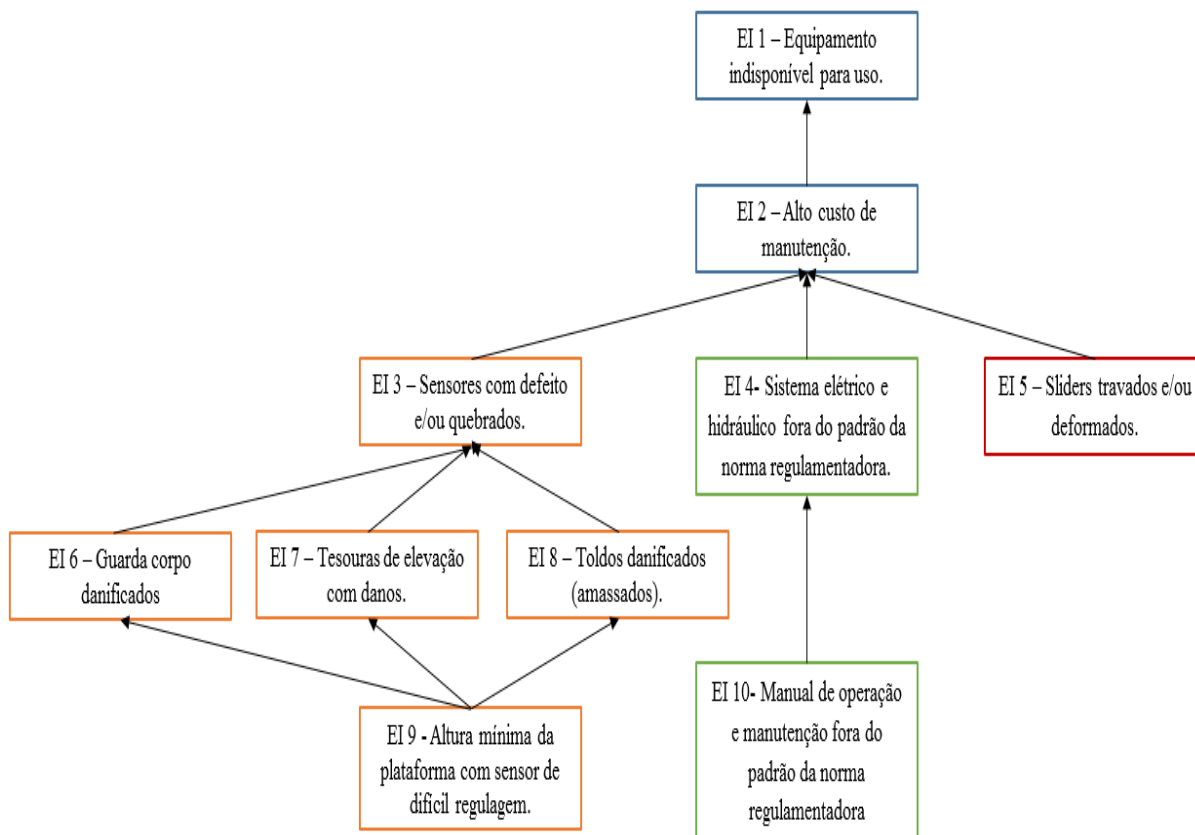 EI 1 – Equipamento
indisponível para uso.
EI 2 – Alto custo de
manutenção.
EI 3 – Sensores com defeito
e/ou quebrados.
EI 4- Sistema elétrico e
hidráulico fora do padrão da
norma regulamentadora.
EI 5 – Sliders travados e/ou
deformados.
EI 6 – Guarda corpo
danificados
EI 7 – Tesouras de elevação
com danos.
EI 8 – Toldos danificados
(amassados).
EI 9 - Altura mínima da
plataforma com sensor de
difícil regulagem.
EI 10- Manual de operação
e manutenção fora do
padrão da norma
regulamentadora